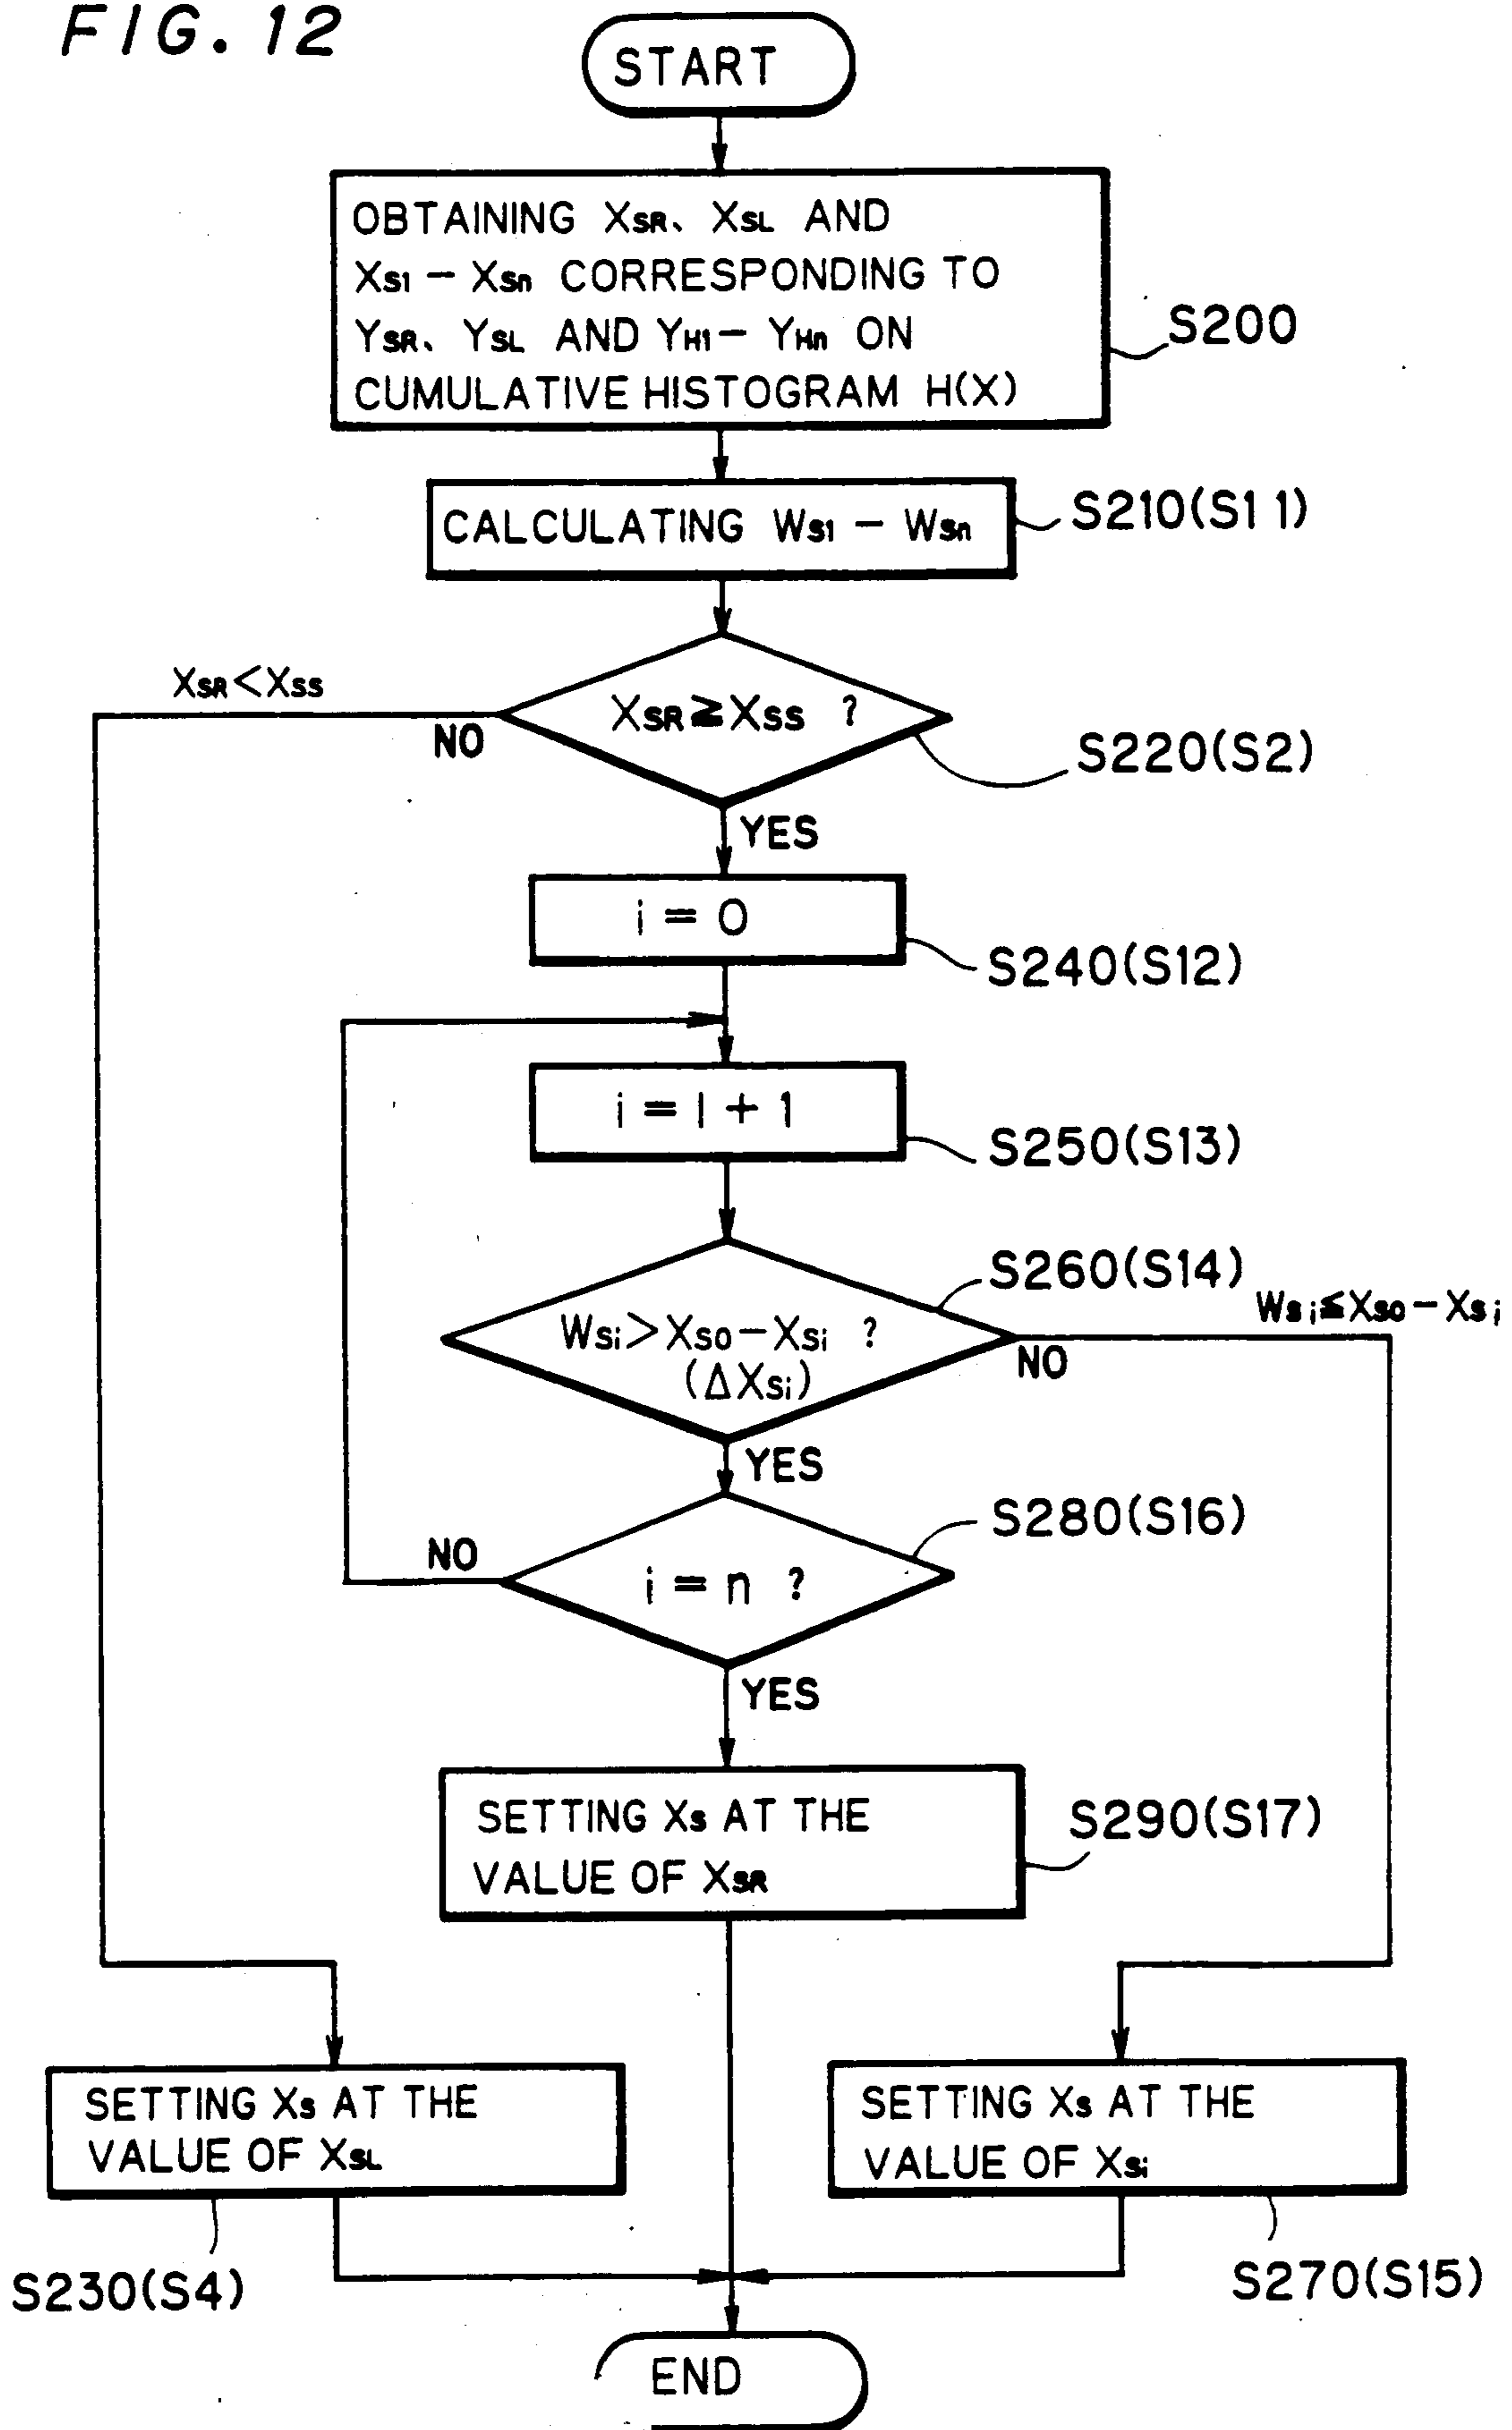 FIG. 12
START
OBTAINING XSR、 XSL AND
XS1 – XSn CORRESPONDING TO
YSR、 YSL AND YH1 – YHn ON
CUMULATIVE HISTOGRAM H(X)
S200
CALCULATING WS1 – WSn
S210(S11)
XSR<XSS
XSR≧XSS ?
NO
S220(S2)
YES
i = 0
S240(S12)
i = I + 1
S250(S13)
S260(S14)
WSi≦XSO–XSi
WSi>XSO–XSi ?
(ΔXSi)
NO
YES
S280(S16)
NO
i = n ?
YES
SETTING XS AT THE
VALUE OF XSR
S290(S17)
SETTING XS AT THE
VALUE OF XSL
SETTING XS AT THE
VALUE OF XSi
S230(S4)
S270(S15)
END